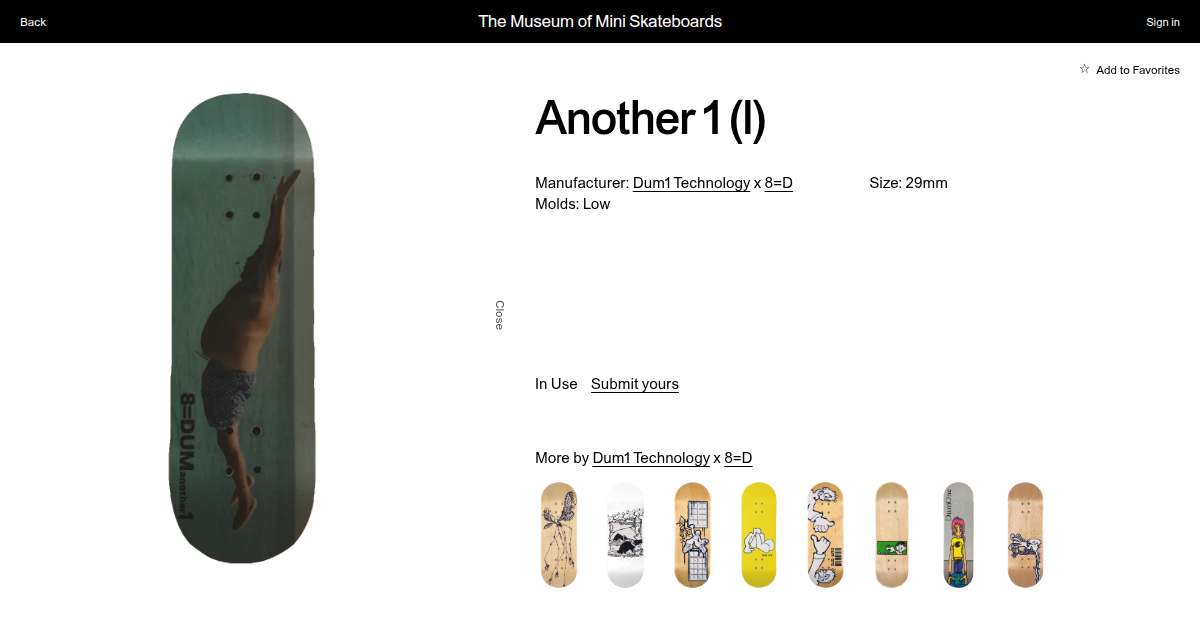 Back
The Museum of Mini Skateboards
Sign in
☆ Add to Favorites
Another 1 (I)
Manufacturer: Dum1 Technology x 8=D
Size: 29mm
Molds: Low
Close
8=DUManother1
In Use Submit yours
More by Dum1 Technology x 8=D